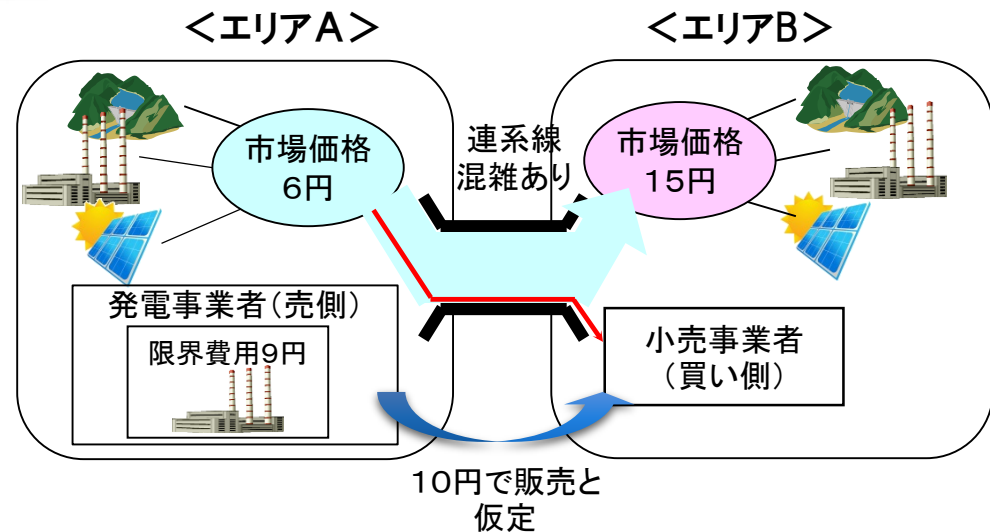 ＜エリアA＞
＜エリアB＞
市場価格
6円
連系線
混雑あり
市場価格
15円
発電事業者（売側）
限界費用9円
小売事業者
（買い側）
10円で販売と
仮定